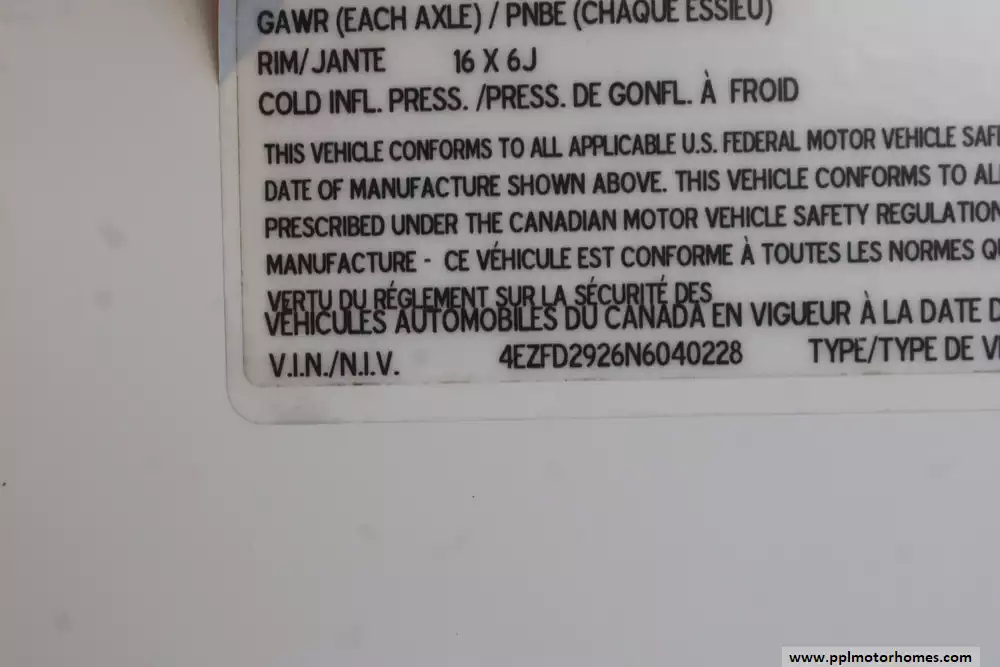 GAWR (EACH AXLE) / PNBE (CHAQUE ESSIEU)
RIM/JANTE 16 X 6J
COLD INFL. PRESS. /PRESS. DE GONFL. À FROID
THIS VEHICLE CONFORMS TO ALL APPLICABLE U.S. FEDERAL MOTOR VEHICLE SAF
DATE OF MANUFACTURE SHOWN ABOVE. THIS VEHICLE CONFORMS TO AL
PRESCRIBED UNDER THE CANADIAN MOTOR VEHICLE SAFETY REGULATION
MANUFACTURE - CE VÉHICULE EST CONFORME À TOUTES LES NORMES Q
VERTU DU RÉGLEMENT SUR LA SÉCURITÉ DES
VÉHICULES AUTOMOBILES DU CANADA EN VIGUEUR À LA DATE D
V.I.N./N.I.V. 4EZFD2926N6040228 TYPE/TYPE DE V
www.pplmotorhomes.com